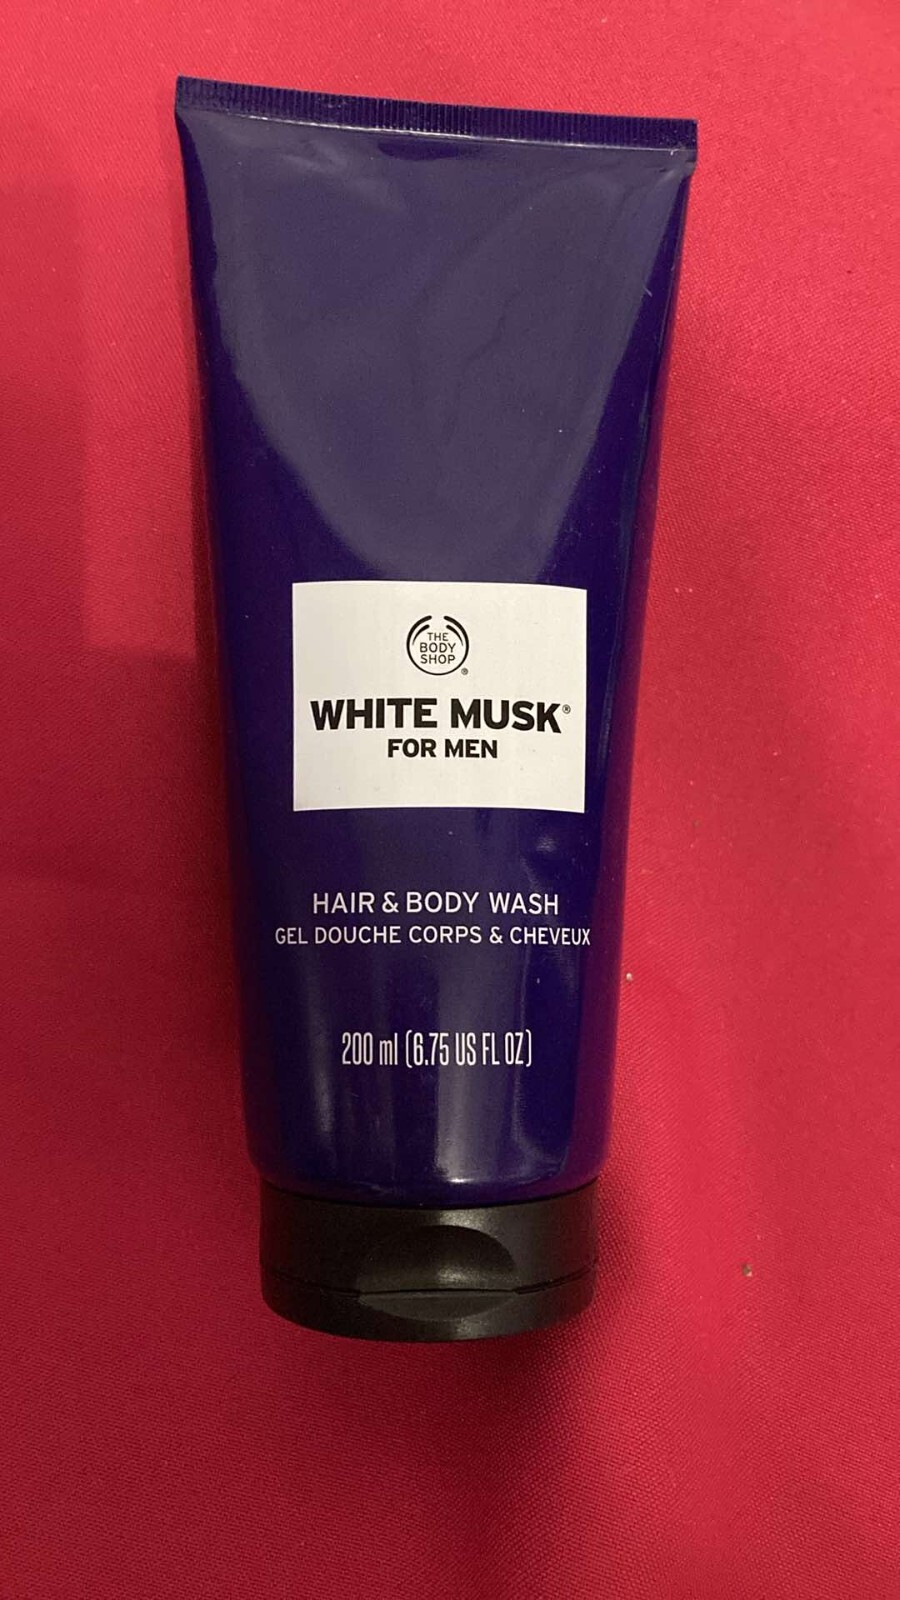 THE
BODY
SHOP®
WHITE MUSK®
FOR MEN
HAIR & BODY WASH
GEL DOUCHE CORPS & CHEVEUX
200 ml (6.75 US FL OZ)